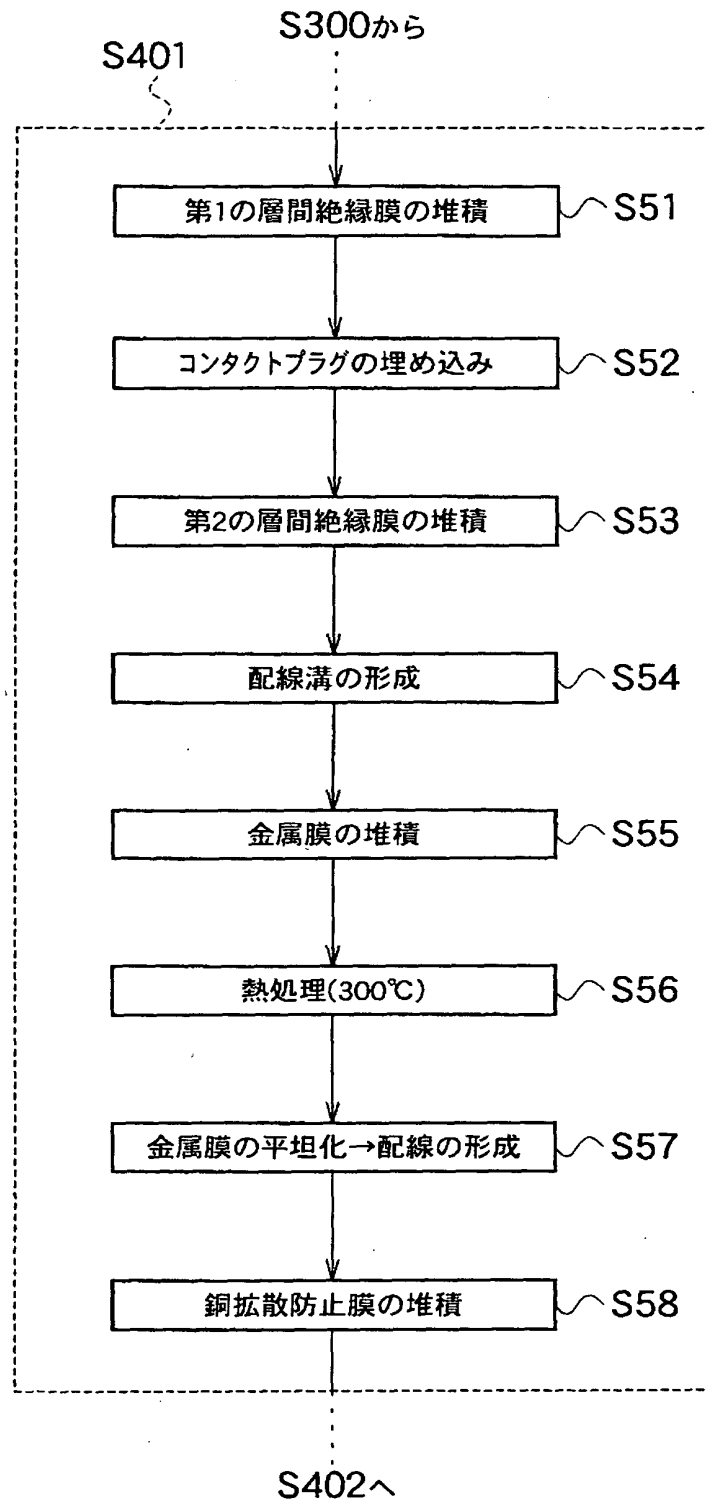 S300から
S401
第1の層間絶縁膜の堆積 S51
コンタクトプラグの埋め込み S52
第2の層間絶縁膜の堆積 S53
配線溝の形成 S54
金属膜の堆積 S55
熱処理(300℃) S56
金属膜の平坦化→配線の形成 S57
銅拡散防止膜の堆積 S58
S402へ